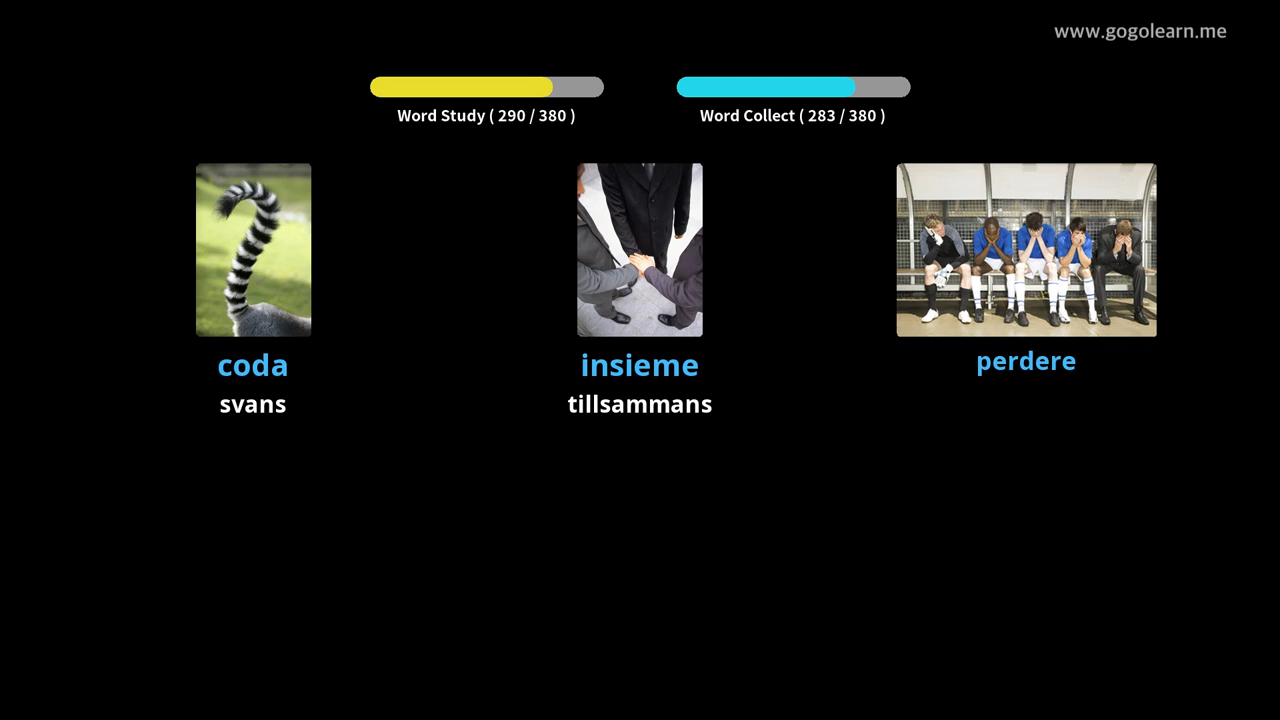 www.gogolearn.me
Word Study ( 290 / 380 )
Word Collect ( 283 / 380 )
coda
svans
insieme
tillsammans
perdere